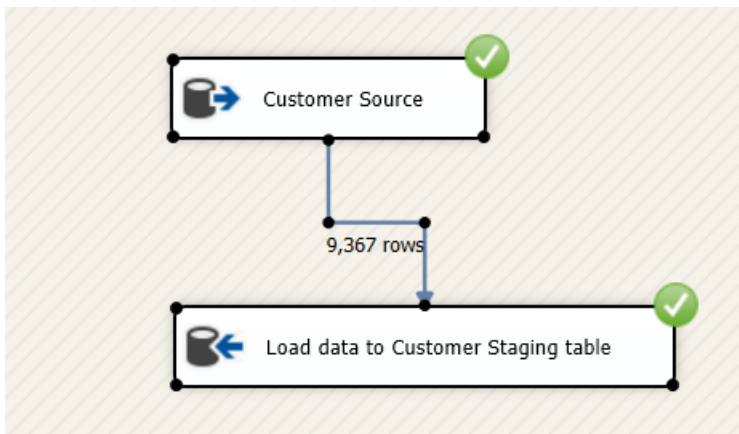 Customer Source
9,367 rows
Load data to Customer Staging table